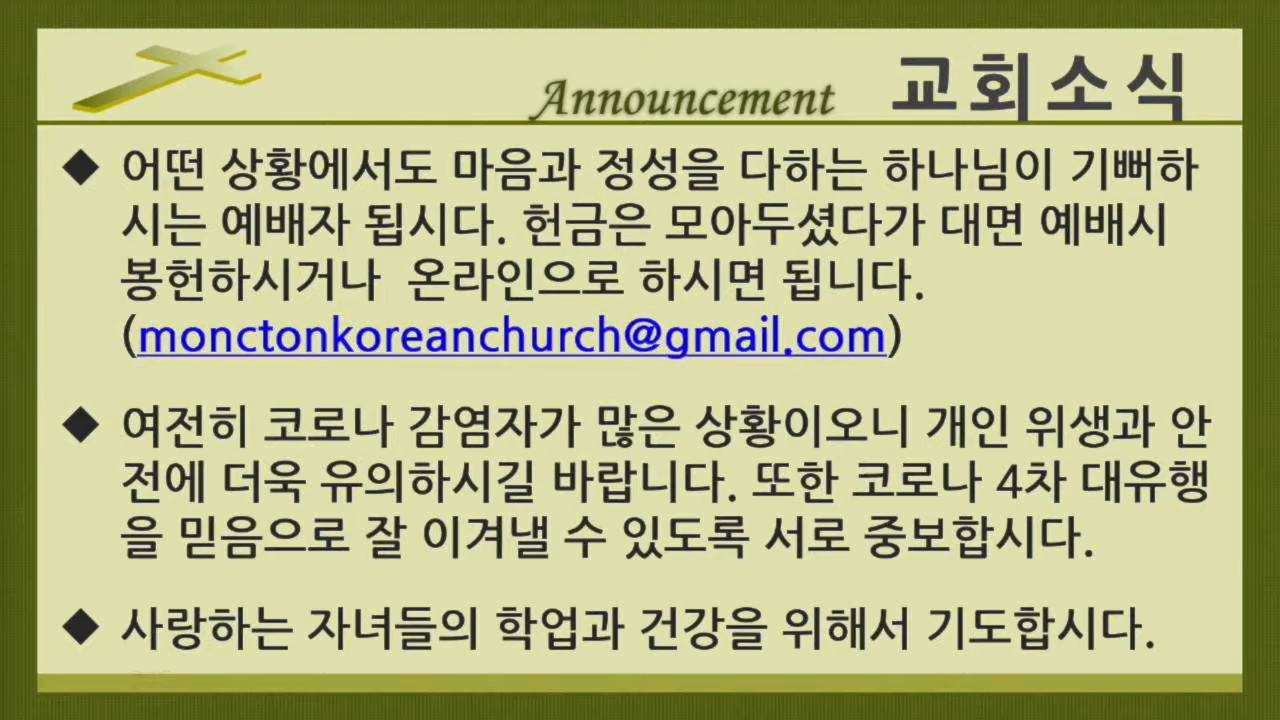 Announcement 교회소식
◆ 어떤 상황에서도 마음과 정성을 다하는 하나님이 기뻐하
시는 예배자 됩시다. 헌금은 모아두셨다가 대면 예배시
봉헌하시거나 온라인으로 하시면 됩니다.
(monctonkoreanchurch@gmail.com)
◆ 여전히 코로나 감염자가 많은 상황이오니 개인 위생과 안
전에 더욱 유의하시길 바랍니다. 또한 코로나 4차 대유행
을 믿음으로 잘 이겨낼 수 있도록 서로 중보합시다.
◆ 사랑하는 자녀들의 학업과 건강을 위해서 기도합시다.